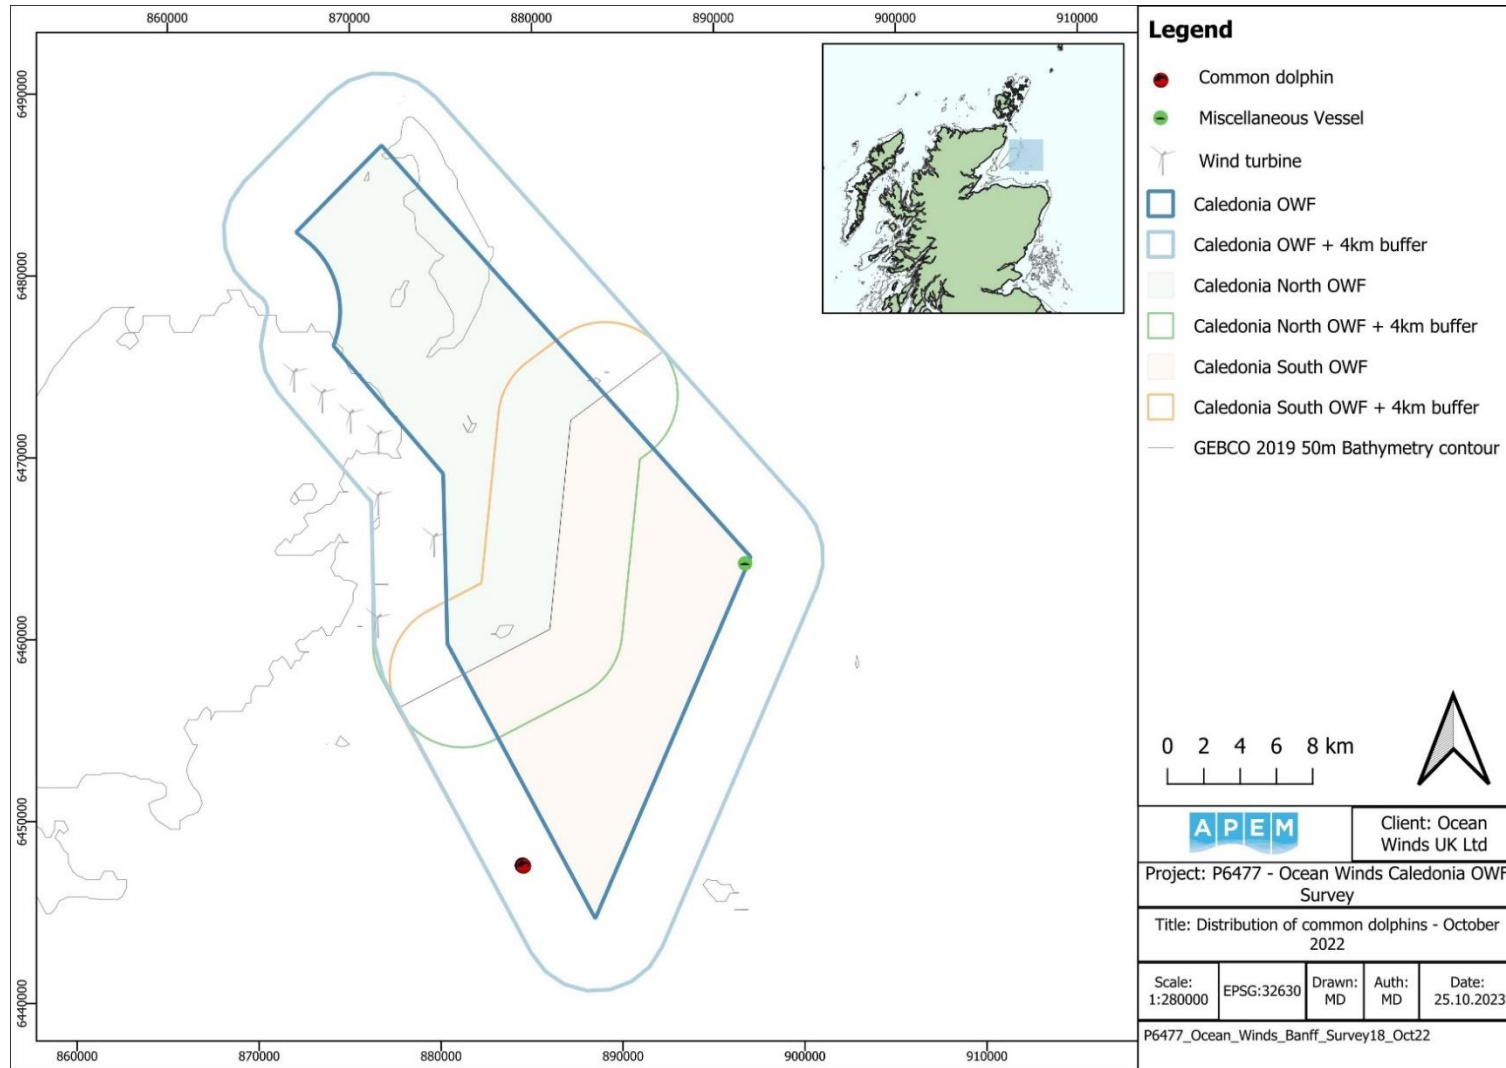 860000 870000 880000 890000 900000 910000
6490000
6480000
6470000
6460000
6450000
6440000
860000 870000 880000 890000 900000 910000
Legend
Common dolphin
Miscellaneous Vessel
Wind turbine
Caledonia OWF
Caledonia OWF + 4km buffer
Caledonia North OWF
Caledonia North OWF + 4km buffer
Caledonia South OWF
Caledonia South OWF + 4km buffer
GEBCO 2019 50m Bathymetry contour
0 2 4 6 8 km
APEM
Client: Ocean
Winds UK Ltd
Project: P6477 - Ocean Winds Caledonia OWF
Survey
Title: Distribution of common dolphins - October
2022
Scale:
1:280000
EPSG:32630
Drawn:
MD
Auth:
MD
Date:
25.10.2023
P6477_Ocean_Winds_Banff_Survey18_Oct22